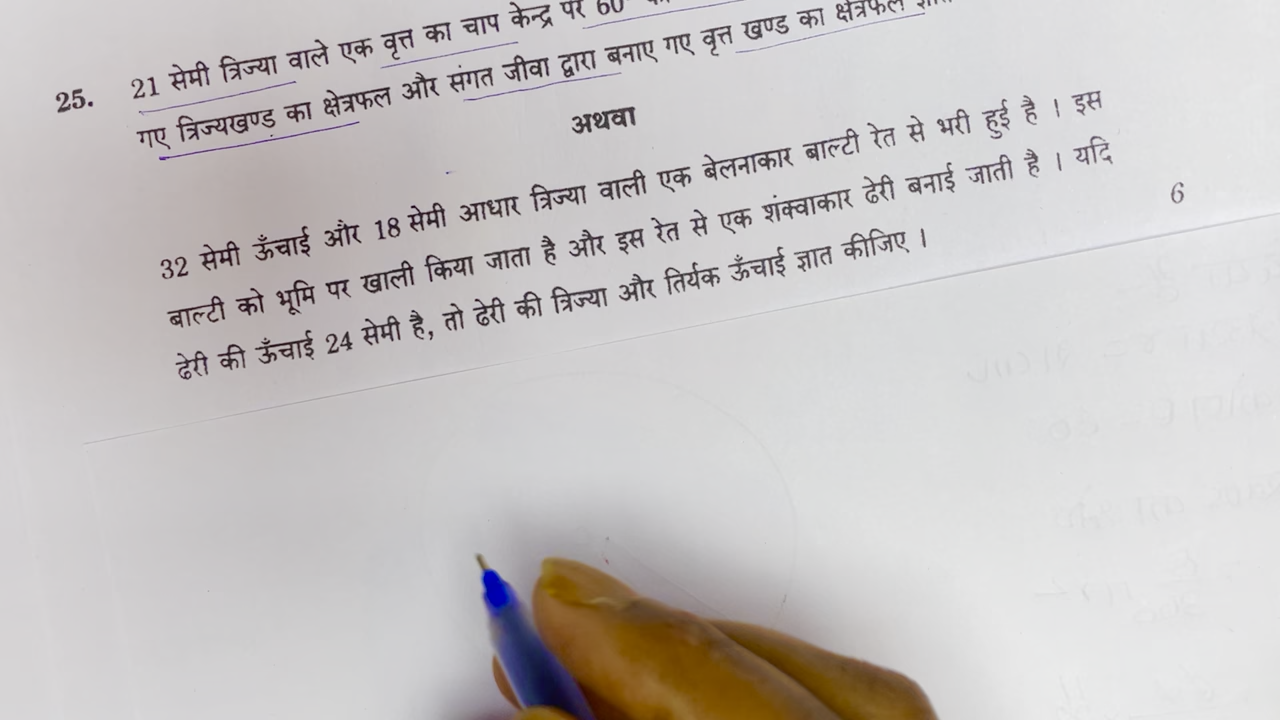 25. 21 सेमी त्रिज्या वाले एक वृत्त का चाप केन्द्र पर 60°
गए त्रिज्यखण्ड का क्षेत्रफल और संगत जीवा द्वारा बनाए गए वृत्त खण्ड का क्षेत्रफल
अथवा
32 सेमी ऊँचाई और 18 सेमी आधार त्रिज्या वाली एक बेलनाकार बाल्टी रेत से भरी हुई है । इस
बाल्टी को भूमि पर खाली किया जाता है और इस रेत से एक शंक्वाकार ढेरी बनाई जाती है । यदि
ढेरी की ऊँचाई 24 सेमी है, तो ढेरी की त्रिज्या और तिर्यक ऊँचाई ज्ञात कीजिए ।
6